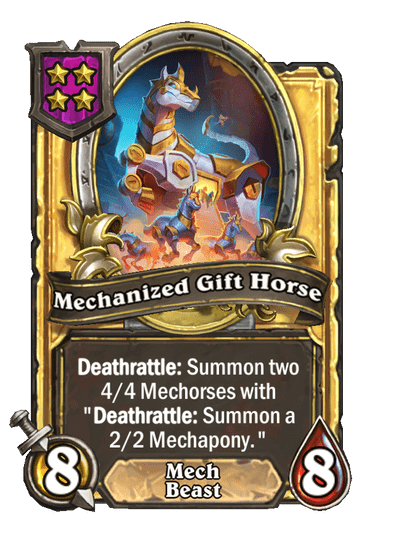 Mechanized Gift Horse
Deathrattle: Summon two
4/4 Mechorses with
"Deathrattle: Summon a
2/2 Mechapony."
8
Mech
Beast
8